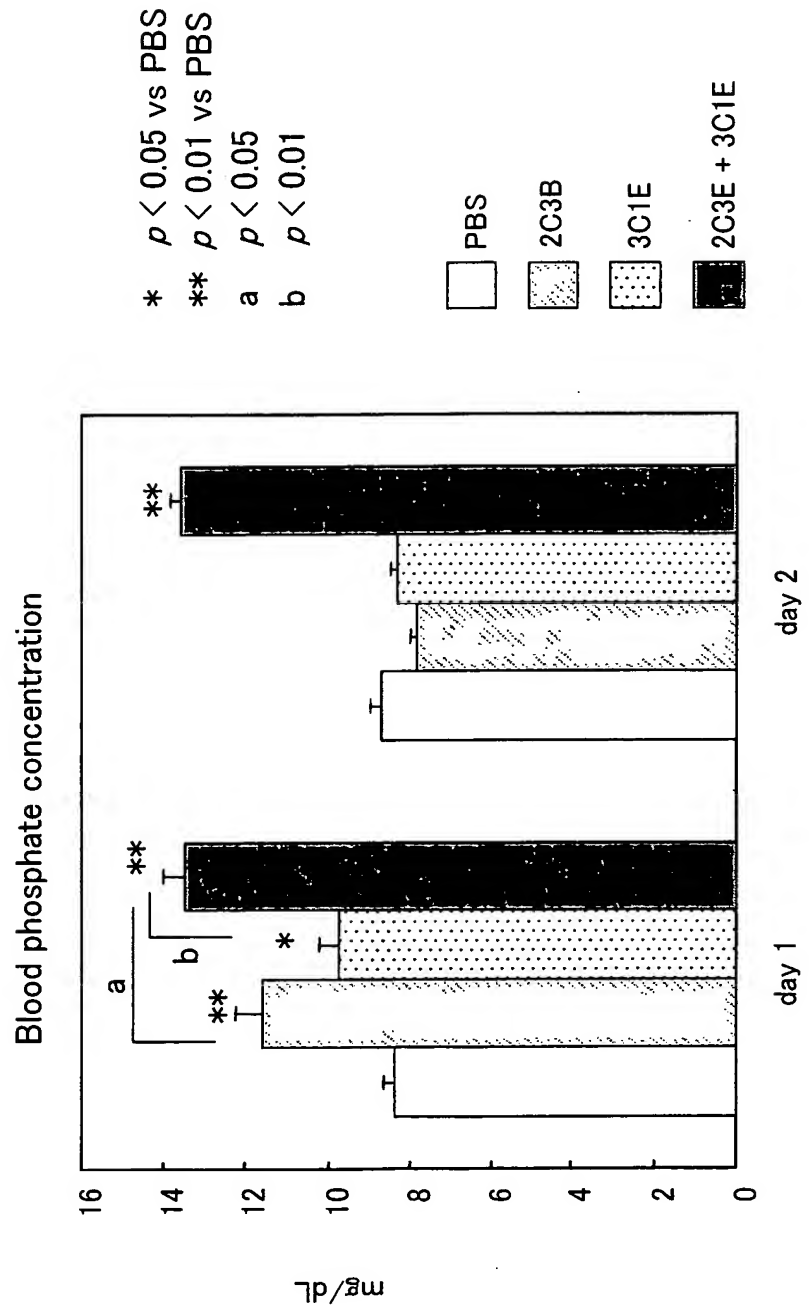 Blood phosphate concentration
mg/dL
16
14
12
10
8
6
4
2
0
a
b
**
*
**
**
day 1
day 2
* p < 0.05 vs PBS
** p < 0.01 vs PBS
a p < 0.05
b p < 0.01
PBS
2C3B
3C1E
2C3E + 3C1E